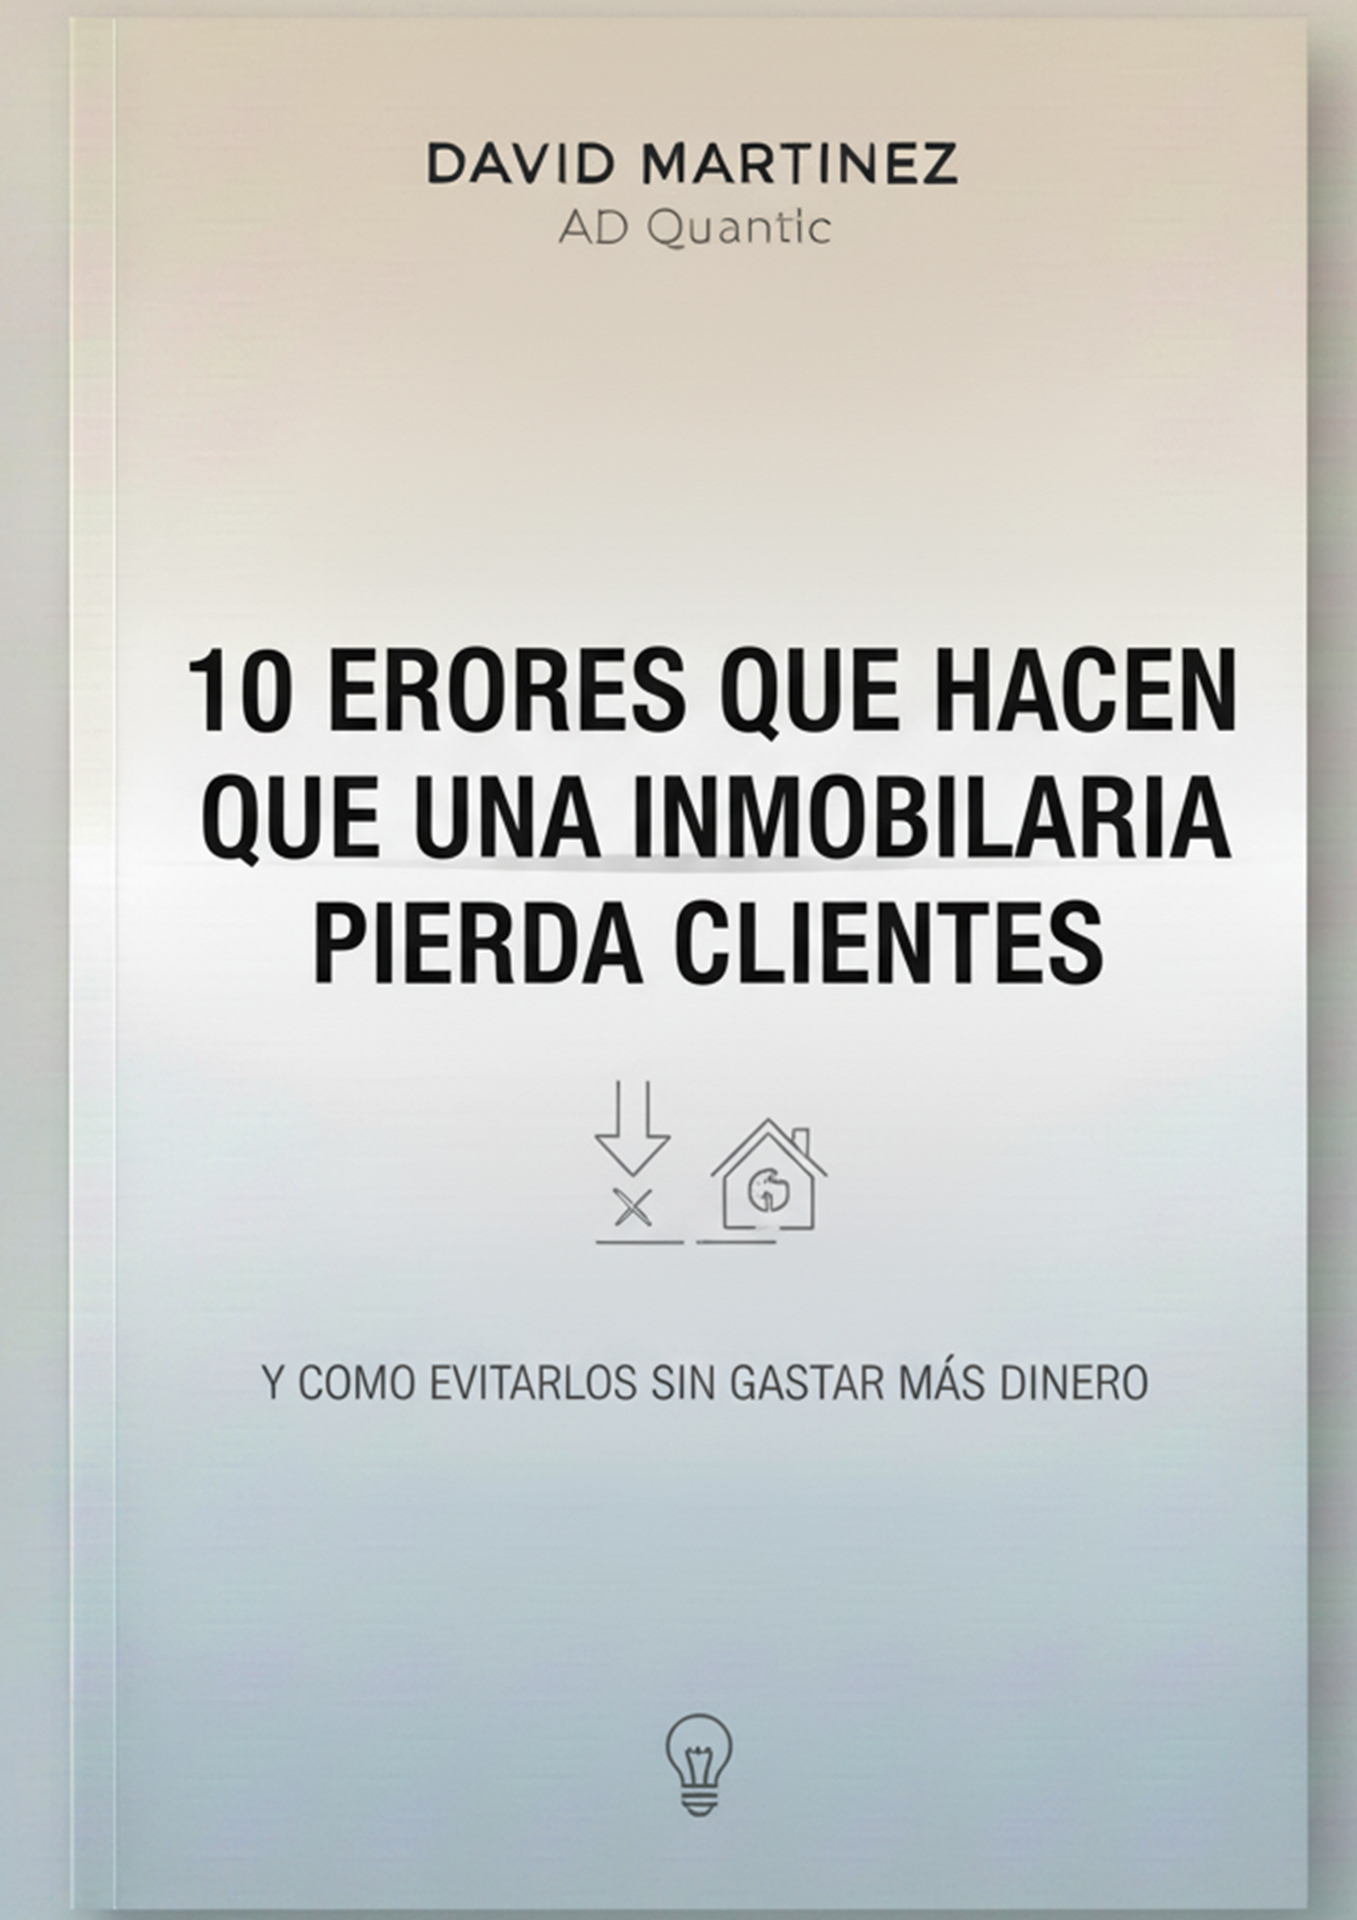 DAVID MARTINEZ
AD Quantic
10 ERORES QUE HACEN
QUE UNA INMOBILARIA
PIERDA CLIENTES
Y COMO EVITARLOS SIN GASTAR MÁS DINERO